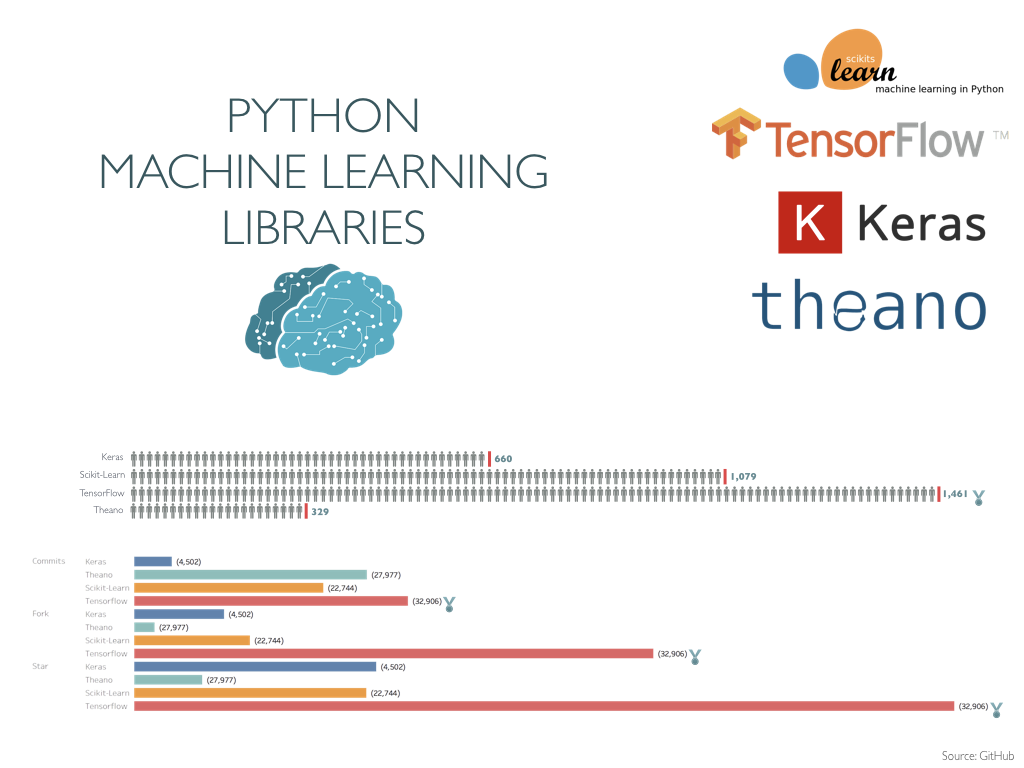 scikits
learn
machine learning in Python
TensorFlow ™
K Keras
theano
PYTHON
MACHINE LEARNING
LIBRARIES
Keras 660
Scikit-Learn 1,079
TensorFlow 1,461
Theano 329
Commits Keras (4,502)
Theano (27,977)
Scikit-Learn (22,744)
Tensorflow (32,906)
Fork Keras (4,502)
Theano (27,977)
Scikit-Learn (22,744)
Tensorflow (32,906)
Star Keras (4,502)
Theano (27,977)
Scikit-Learn (22,744)
Tensorflow (32,906)
Source: GitHub